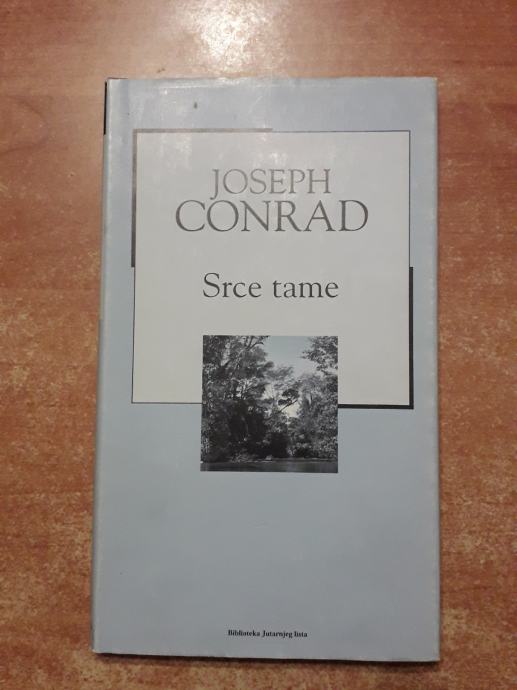 JOSEPH
CONRAD
Srce tame
Biblioteka Jutarnjeg lista